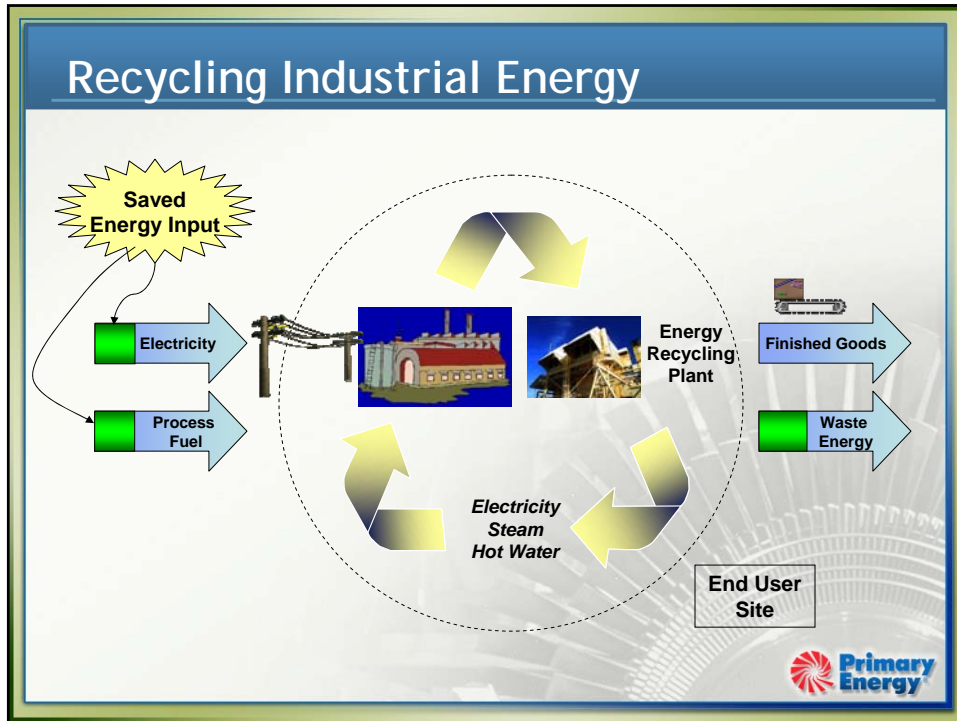 Recycling Industrial Energy
Saved
Energy Input
Electricity
Process
Fuel
Energy
Recycling
Plant
Finished Goods
Waste
Energy
Electricity
Steam
Hot Water
End User
Site
Primary
Energy